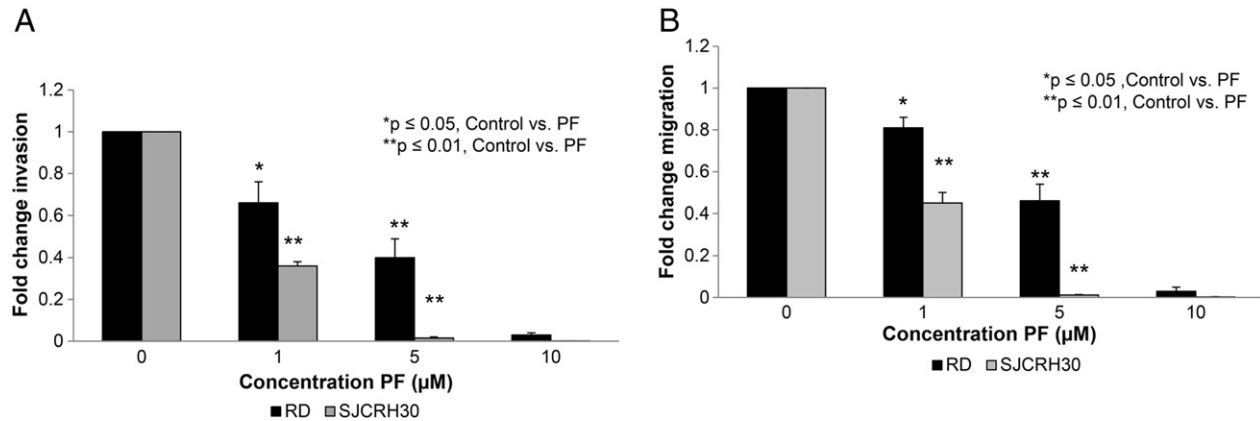 A
1.2
1
0.8
0.6
0.4
0.2
0
Fold change invasion
*p ≤ 0.05, Control vs. PF
**p ≤ 0.01, Control vs. PF
*
**
**
**
0 1 5 10
Concentration PF (µM)
RD SJCRH30
B
1.2
1
0.8
0.6
0.4
0.2
0
Fold change migration
*p ≤ 0.05 ,Control vs. PF
**p ≤ 0.01, Control vs. PF
*
**
**
**
0 1 5 10
Concentration PF (µM)
RD SJCRH30